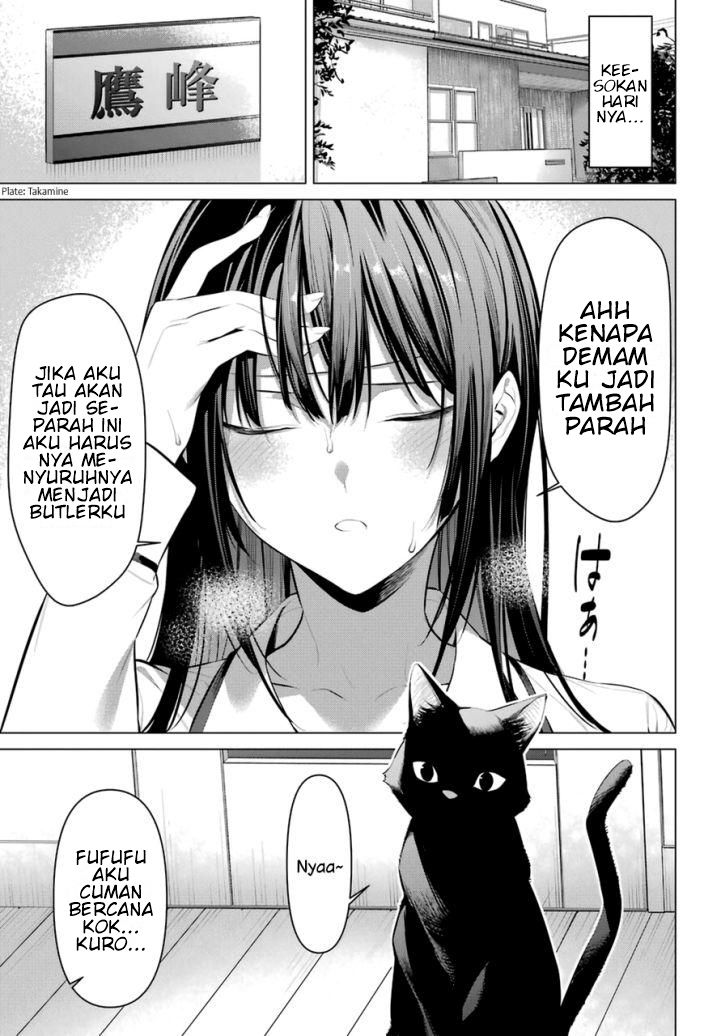 KEE-
SOKAN
HARI
NYA...
鷹峰
Plate: Takamine
AHH
KENAPA
DEMAM
KU JADI
TAMBAH
PARAH
JIKA AKU
TAU AKAN
JADI SE-
PARAH INI
AKU HARUS
NYA ME-
NYURUHNYA
MENJADI
BUTLERKU
はぁ...
Nyaa~
FUFUFU
AKU
CUMAN
BERCANA
KOK...
KURO...